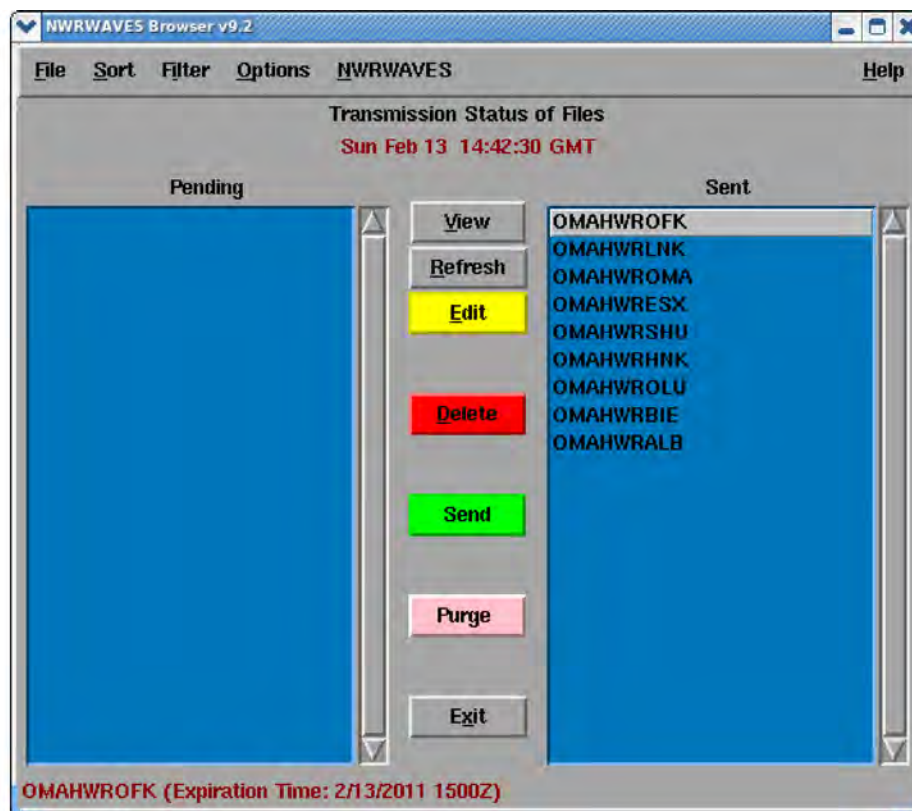 NWRWAVES Browser v9.2
File Sort Filter Options NWRWAVES Help
Transmission Status of Files
Sun Feb 13 14:42:30 GMT
Pending
Sent
View
Refresh
Edit
Delete
Send
Purge
Exit
OMAHWROFK
OMAHWRLNK
OMAHWROMA
OMAHWRESX
OMAHWRSHU
OMAHWRHNK
OMAHWROLU
OMAHWRBIE
OMAHWRALB
OMAHWROFK (Expiration Time: 2/13/2011 1500Z)